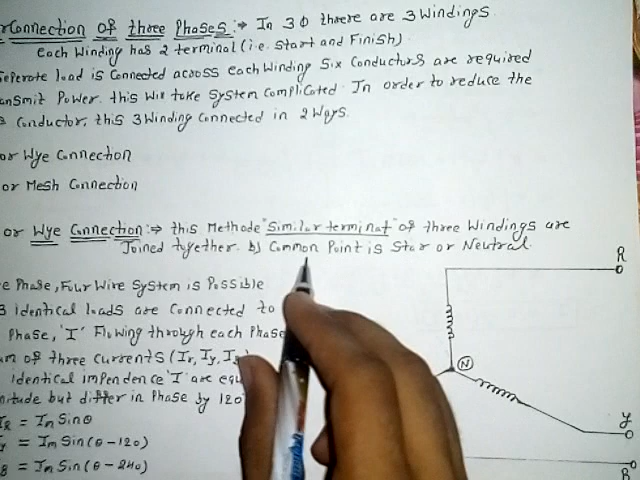 Connection of three Phases :→ In 3Φ threre are 3 windings
each Winding has 2 terminal (i.e. Start and Finish)
Seperate load is Connected across each Winding Six Conductors are required
ansmit Power. this Will take System Complicated In order to reduce the
Conductor, this 3 Winding Connected in 2 Ways.
or Wye Connection
or Mesh Connection
or Wye Connection :→ this Methode "Similar terminal" of three Windings are
Joined together. b) Common Point is Star or Neutral
e Phase, Four Wire System is Possible
3 identical loads are Connected to
Phase, 'I' Flowing through each Phase
um of three currents (Ir, Iy, I
identical impendence 'I' are equ
nitude but differ in Phase by 120
IR = Im Sinθ
y = Im Sin (θ - 120)
B = Im Sin (θ - 240)
R
N
Y
B